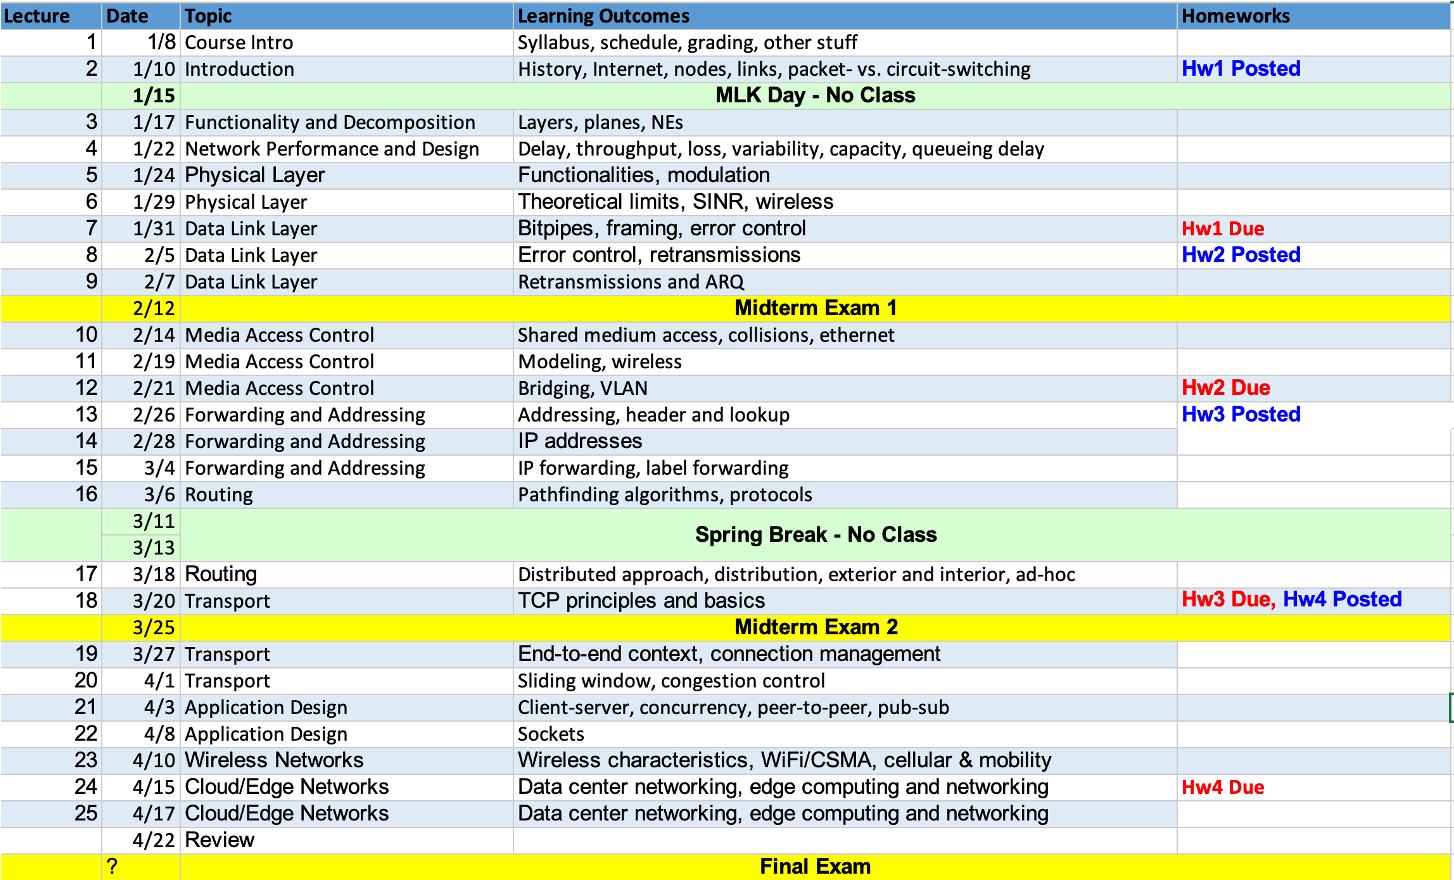 Lecture Date Topic Learning Outcomes Homeworks
1 1/8 Course Intro Syllabus, schedule, grading, other stuff
2 1/10 Introduction History, Internet, nodes, links, packet- vs. circuit-switching Hw1 Posted
1/15 MLK Day - No Class
3 1/17 Functionality and Decomposition Layers, planes, NEs
4 1/22 Network Performance and Design Delay, throughput, loss, variability, capacity, queueing delay
5 1/24 Physical Layer Functionalities, modulation
6 1/29 Physical Layer Theoretical limits, SINR, wireless
7 1/31 Data Link Layer Bitpipes, framing, error control Hw1 Due
8 2/5 Data Link Layer Error control, retransmissions Hw2 Posted
9 2/7 Data Link Layer Retransmissions and ARQ
2/12 Midterm Exam 1
10 2/14 Media Access Control Shared medium access, collisions, ethernet
11 2/19 Media Access Control Modeling, wireless
12 2/21 Media Access Control Bridging, VLAN Hw2 Due
13 2/26 Forwarding and Addressing Addressing, header and lookup Hw3 Posted
14 2/28 Forwarding and Addressing IP addresses
15 3/4 Forwarding and Addressing IP forwarding, label forwarding
16 3/6 Routing Pathfinding algorithms, protocols
3/11
Spring Break - No Class
3/13
17 3/18 Routing Distributed approach, distribution, exterior and interior, ad-hoc
18 3/20 Transport TCP principles and basics Hw3 Due, Hw4 Posted
3/25 Midterm Exam 2
19 3/27 Transport End-to-end context, connection management
20 4/1 Transport Sliding window, congestion control
21 4/3 Application Design Client-server, concurrency, peer-to-peer, pub-sub
22 4/8 Application Design Sockets
23 4/10 Wireless Networks Wireless characteristics, WiFi/CSMA, cellular & mobility
24 4/15 Cloud/Edge Networks Data center networking, edge computing and networking Hw4 Due
25 4/17 Cloud/Edge Networks Data center networking, edge computing and networking
4/22 Review
? Final Exam